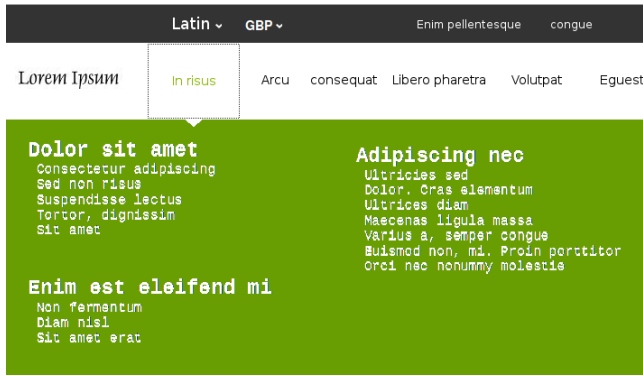 Latin GBP Enim pellentesque congue
Lorem Ipsum In risus Arcu consequat Libero pharetra Volutpat Eguest
Dolor sit amet
Consectetur adipiscing
Sed non risus
Suspendisse lectus
Tortor, dignissim
Sit amet
Enim est eleifend mi
Non fermentum
Diam nisl
Sit amet erat
Adipiscing nec
Ultricies sed
Dolor. Cras elementum
Ultrices diam
Maecenas ligula massa
Varius a, semper congue
Euismod non, mi. Proin porttitor
Orci nec nonummy molestie